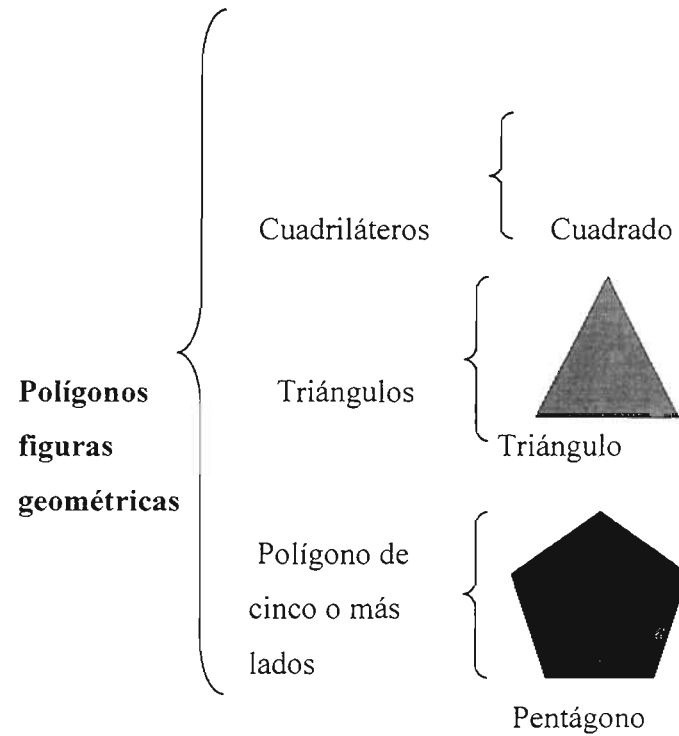 Cuadriláteros
Cuadrado
Polígonos
figuras
geométricas
Triángulos
Triángulo
Polígono de
cinco o más
lados
Pentágono